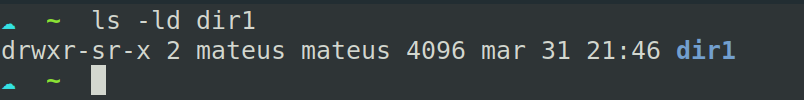 ☁ ~ ls -ld dir1
drwxr-sr-x 2 mateus mateus 4096 mar 31 21:46 dir1
☁ ~